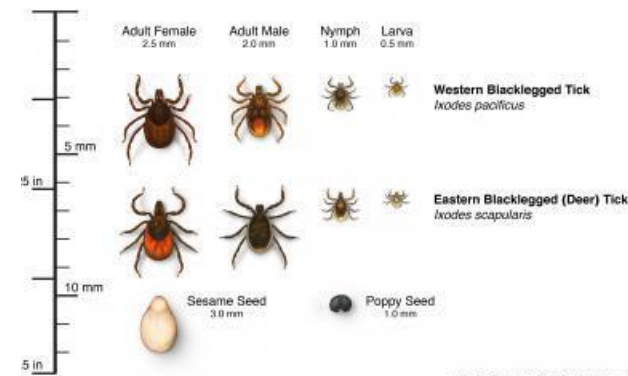 Adult Female
2.5 mm
Adult Male
2.0 mm
Nymph
1.0 mm
Larva
0.5 mm
Western Blacklegged Tick
Ixodes pacificus
5 mm
5 in
Eastern Blacklegged (Deer) Tick
Ixodes scapularis
10 mm
Sesame Seed
3.0 mm
Poppy Seed
1.0 mm
.5 in